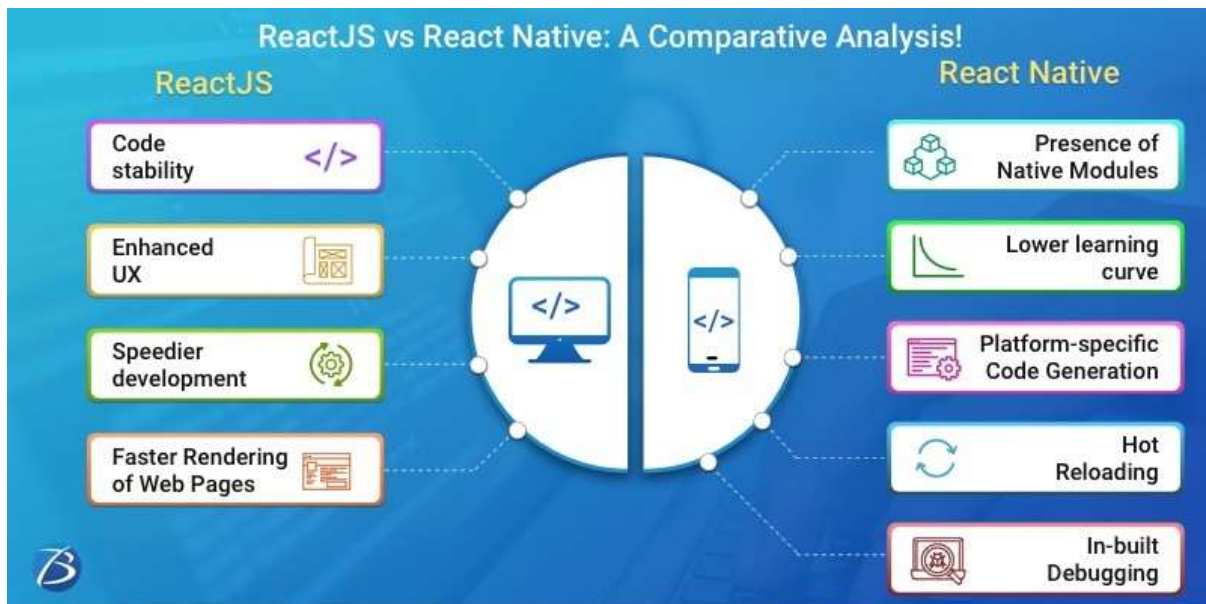 ReactJS vs React Native: A Comparative Analysis!
ReactJS
Code
stability
</>
Enhanced
UX
Speedier
development
Faster Rendering
of Web Pages
</>
</>
React Native
Presence of
Native Modules
Lower learning
curve
Platform-specific
Code Generation
Hot
Reloading
In-built
Debugging
B